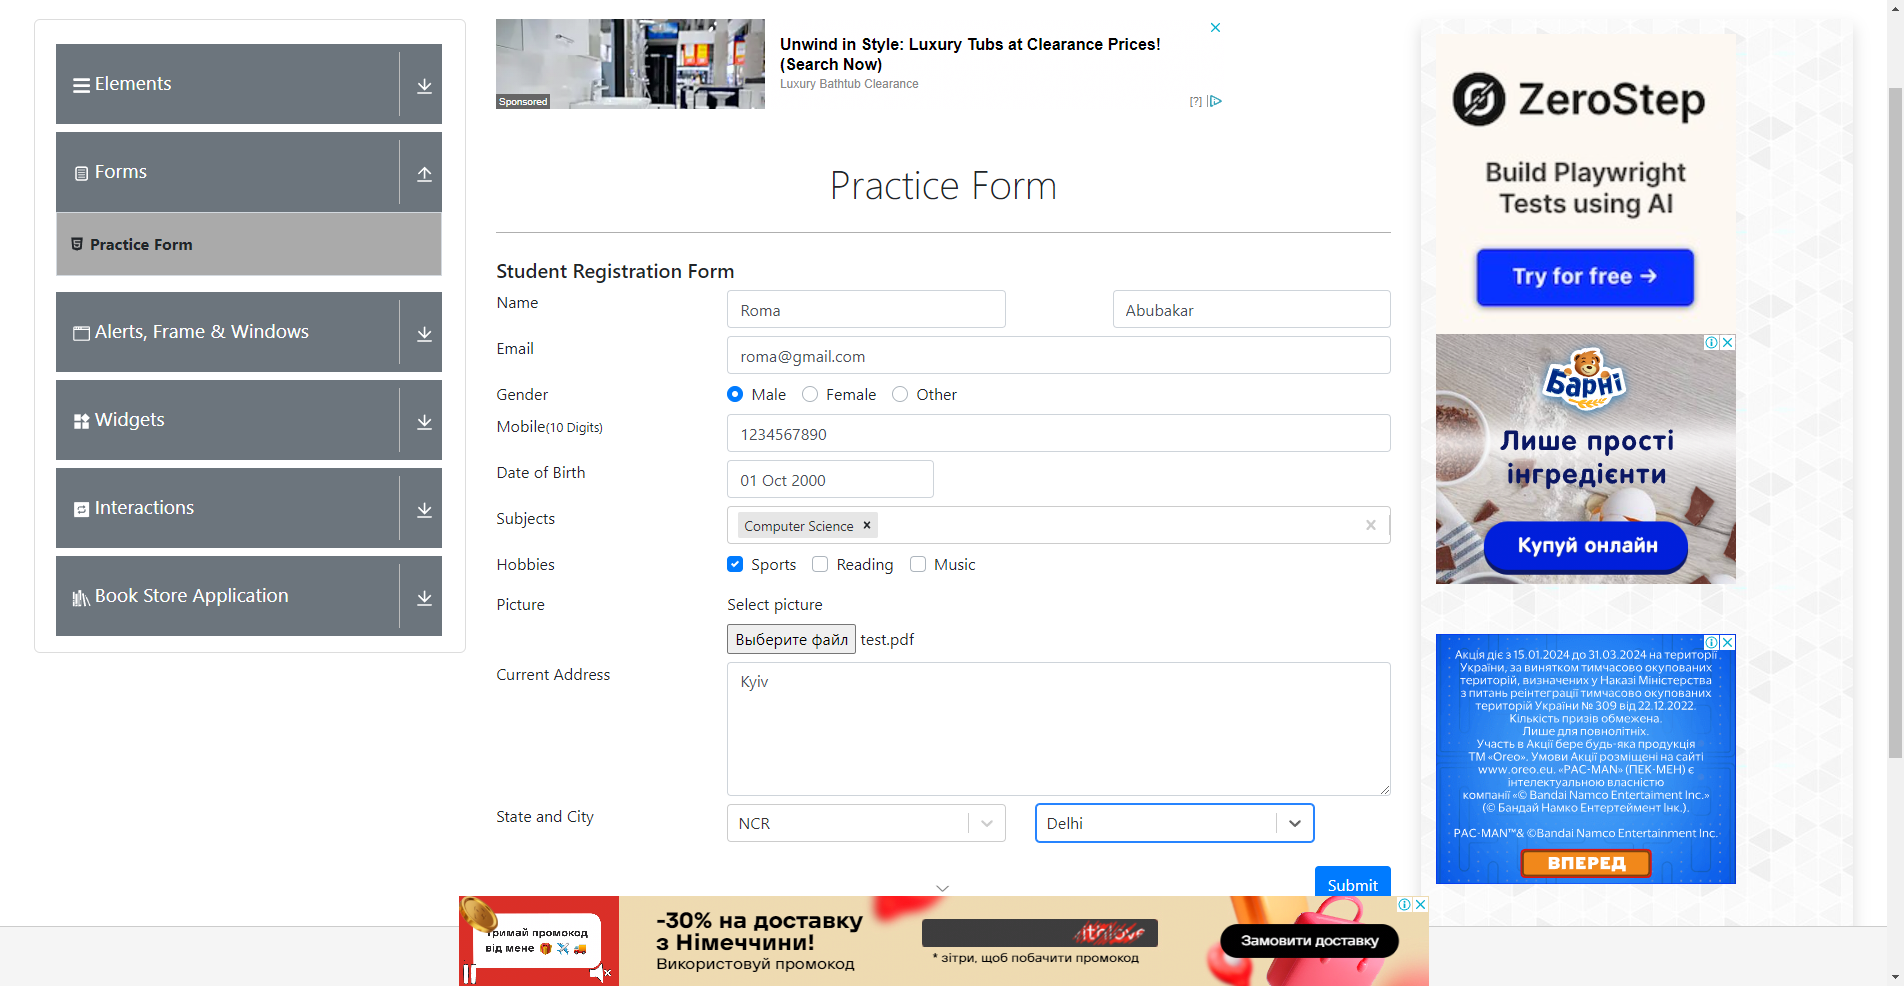 Elements
Forms
Practice Form
Alerts, Frame & Windows
Widgets
Interactions
Book Store Application
Sponsored
Unwind in Style: Luxury Tubs at Clearance Prices!
(Search Now)
Luxury Bathtub Clearance
[?]
Practice Form
Student Registration Form
Name
Roma
Abubakar
Email
roma@gmail.com
Gender
Male Female Other
Mobile(10 Digits)
1234567890
Date of Birth
01 Oct 2000
Subjects
Computer Science
Hobbies
Sports Reading Music
Picture
Select picture
Выберите файл test.pdf
Current Address
Kyiv
State and City
NCR
Delhi
Submit
ZeroStep
Build Playwright
Tests using AI
Try for free →
Барні
Лише прості
інгредієнти
Купуй онлайн
Акція діє з 15.01.2024 до 31.03.2024 на території
України, за винятком тимчасово окупованих
територій, визначених у Наказі Міністерства
з питань реінтеграції тимчасово окупованих
територій України № 309 від 22.12.2022.
Кількість призів обмежена.
Лише для повнолітніх.
Участь в Акції бере будь-яка продукція
ТМ «Oreo». Умови Акції розміщені на сайті
www.oreo.eu. «PAC-MAN» (ПЕК-МЕН) є
інтелектуальною власністю
компанії «© Bandai Namco Entertaiment Inc.»
(© Бандай Намко Ентертеймент Інк.).
PAC-MAN™& ©Bandai Namco Entertainment Inc.
ВПЕРЕД
Тримай промокод
від мене
-30% на доставку
з Німеччини!
Використовуй промокод
* зітри, щоб побачити промокод
Замовити доставку